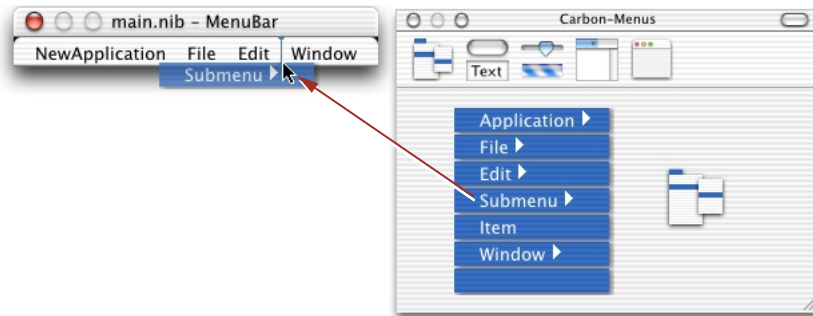 main.nib – MenuBar
NewApplication File Edit Window
Submenu
Carbon-Menus
Text
Application
File
Edit
Submenu
Item
Window